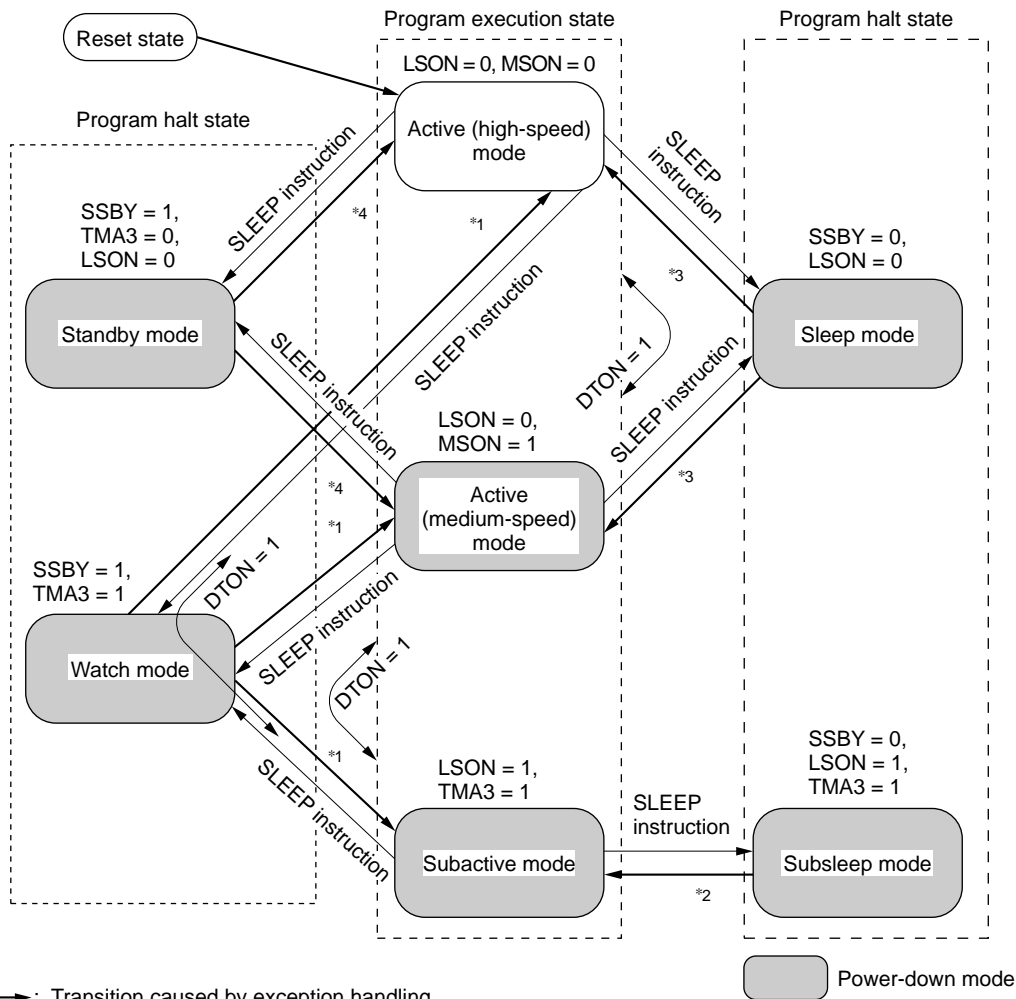 Program execution state
Program halt state
Reset state
LSON = 0, MSON = 0
Program halt state
Active (high-speed)
mode
SLEEP instruction
SLEEP
instruction
*4
*1
SSBY = 1,
TMA3 = 0,
LSON = 0
SSBY = 0,
LSON = 0
*3
Standby mode
SLEEP instruction
SLEEP instruction
DTON = 1
Sleep mode
SLEEP instruction
LSON = 0,
MSON = 1
*3
*4
*1
Active
(medium-speed)
mode
DTON = 1
SSBY = 1,
TMA3 = 1
SLEEP instruction
Watch mode
DTON = 1
*1
SLEEP instruction
LSON = 1,
TMA3 = 1
SSBY = 0,
LSON = 1,
TMA3 = 1
SLEEP
instruction
Subactive mode
Subsleep mode
*2
: Transition caused by exception handling
Power-down mode